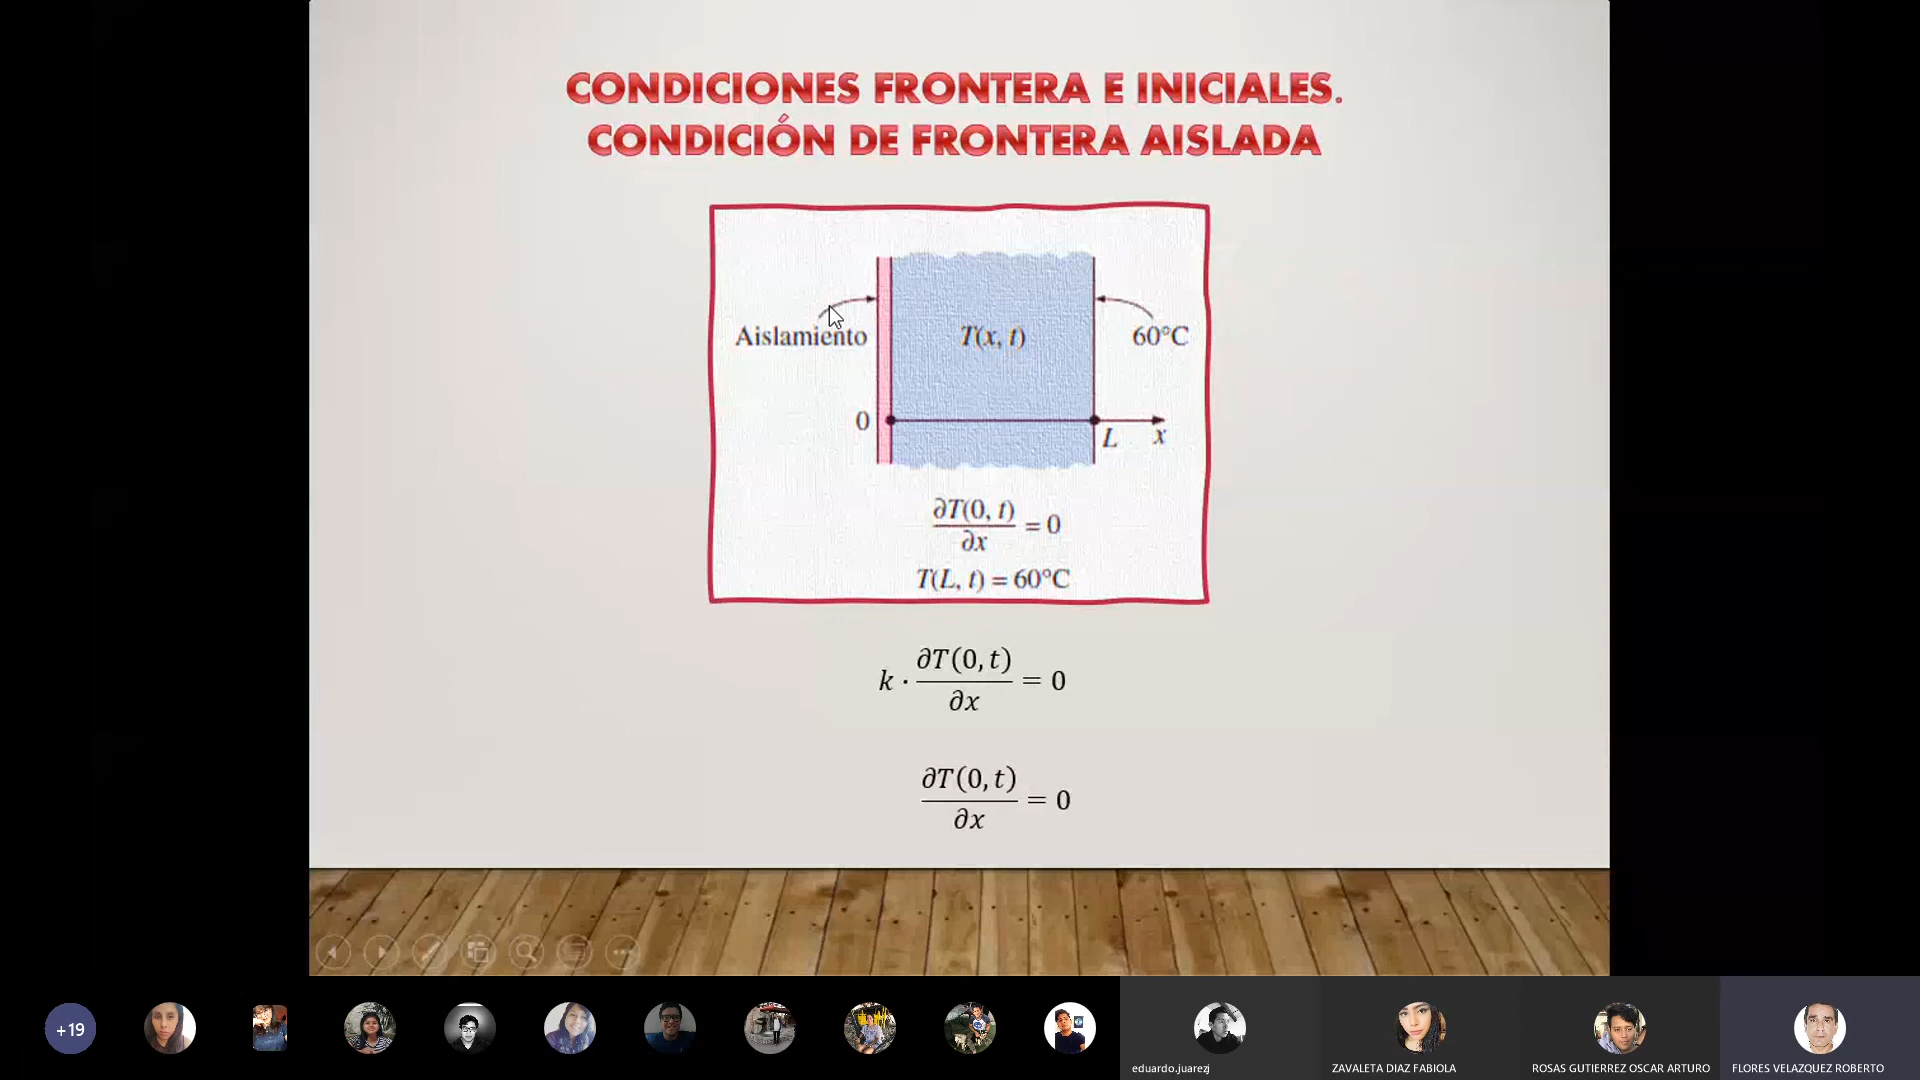 CONDICIONES FRONTERA E INICIALES.
CONDICIÓN DE FRONTERA AISLADA
Aislamiento
T(x, t)
60°C
0
L
x
∂T(0, t)
∂x
= 0
T(L, t) = 60°C
k · ∂T(0, t)
∂x
= 0
∂T(0, t)
∂x
= 0
+19
eduardo.juarezj
ZAVALETA DIAZ FABIOLA
ROSAS GUTIERREZ OSCAR ARTURO
FLORES VELAZQUEZ ROBERTO